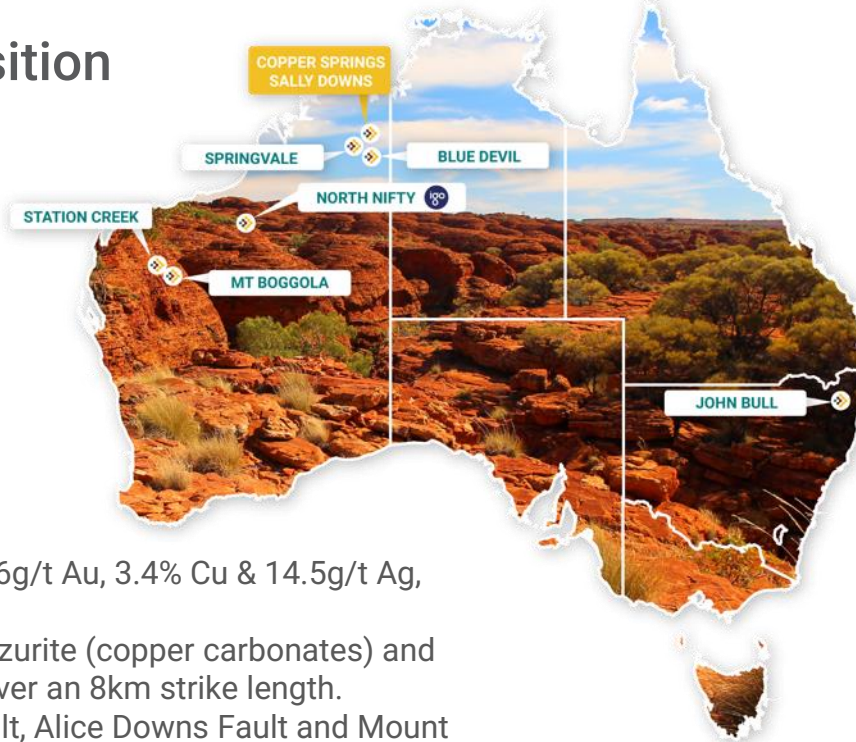 sition
COPPER SPRINGS
SALLY DOWNS
SPRINGVALE
BLUE DEVIL
NORTH NIFTY igo
STATION CREEK
MT BOGGOLA
JOHN BULL
6g/t Au, 3.4% Cu & 14.5g/t Ag,
zurite (copper carbonates) and
ver an 8km strike length.
lt, Alice Downs Fault and Mount